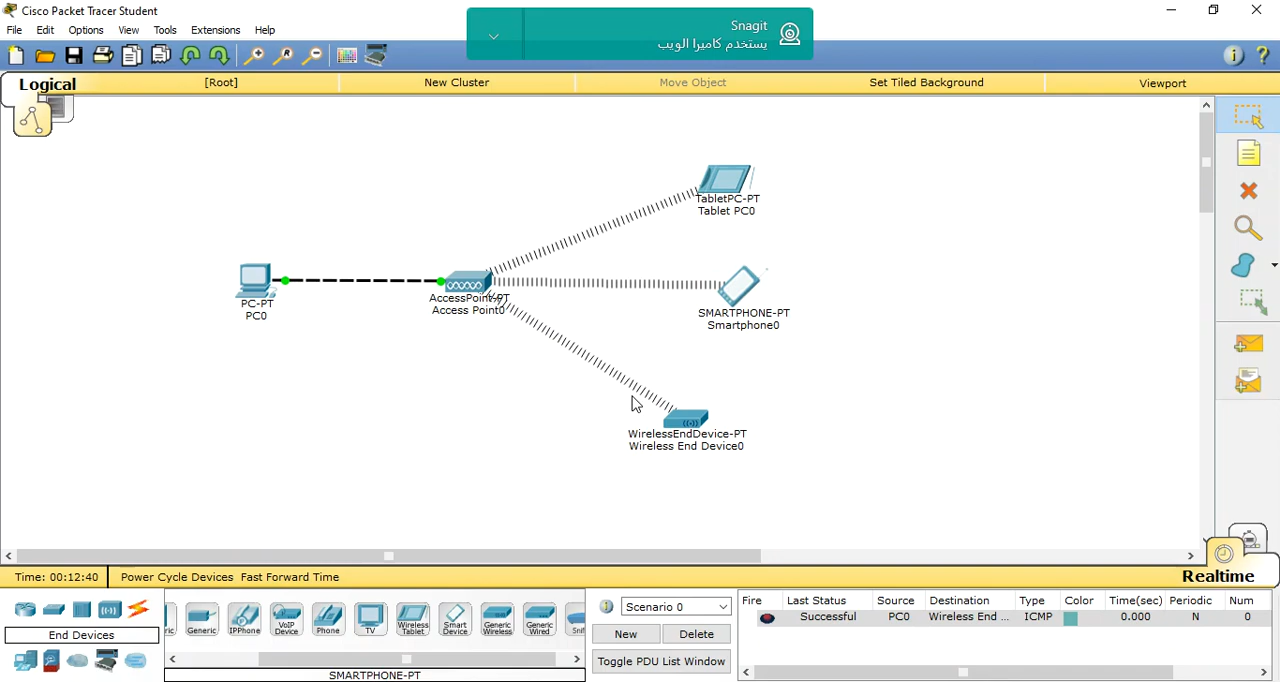 Cisco Packet Tracer Student
File Edit Options View Tools Extensions Help
Snagit
يستخدم كاميرا الويب
Logical
[Root]
New Cluster
Move Object
Set Tiled Background
Viewport
TabletPC-PT
Tablet PC0
PC-PT
PC0
AccessPoint-PT
Access Point0
SMARTPHONE-PT
Smartphone0
WirelessEndDevice-PT
Wireless End Device0
Time: 00:12:40
Power Cycle Devices Fast Forward Time
Realtime
End Devices
Generic
IPPhone
VoIP Device
Phone
TV
Wireless Tablet
Smart Device
Generic Wireless
Generic Wired
SMARTPHONE-PT
Scenario 0
New
Delete
Toggle PDU List Window
Fire Last Status Source Destination Type Color Time(sec) Periodic Num
Successful PC0 Wireless End ... ICMP 0.000 N 0